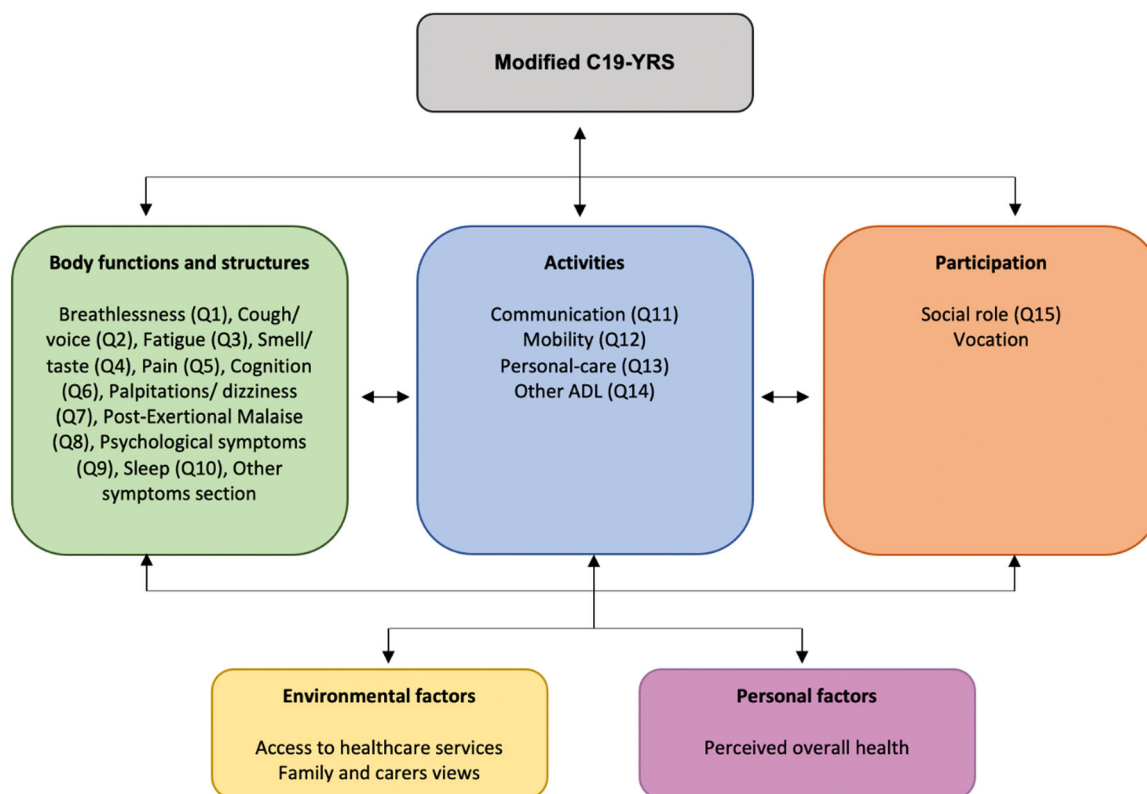 Modified C19-YRS
Body functions and structures
Breathlessness (Q1), Cough/
voice (Q2), Fatigue (Q3), Smell/
taste (Q4), Pain (Q5), Cognition
(Q6), Palpitations/ dizziness
(Q7), Post-Exertional Malaise
(Q8), Psychological symptoms
(Q9), Sleep (Q10), Other
symptoms section
Activities
Communication (Q11)
Mobility (Q12)
Personal-care (Q13)
Other ADL (Q14)
Participation
Social role (Q15)
Vocation
Environmental factors
Access to healthcare services
Family and carers views
Personal factors
Perceived overall health